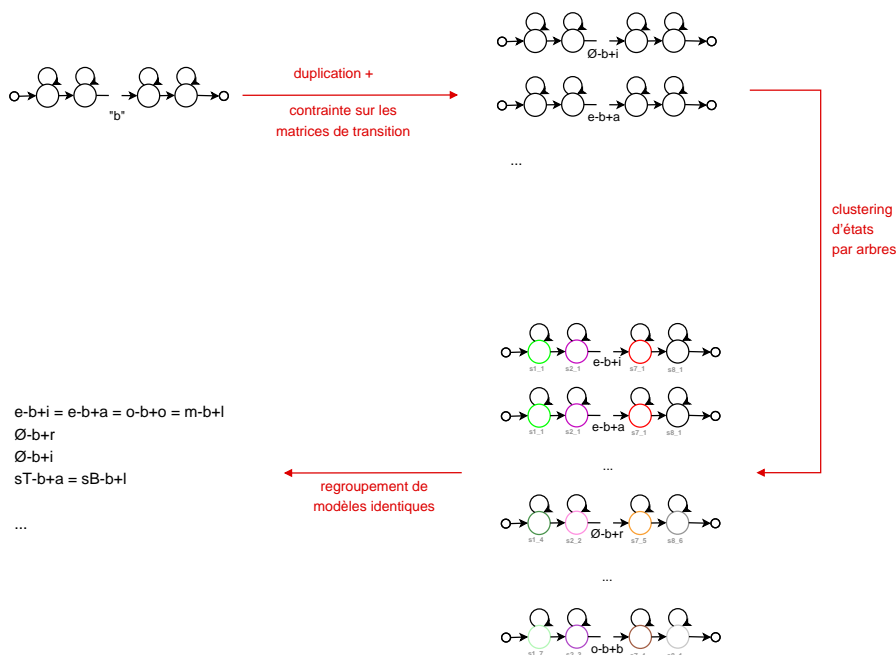 "b"
duplication +
contrainte sur les
matrices de transition
Ø-b+i
e-b+a
...
clustering
d'états
par arbres
e-b+i
s1_1 s2_1 s7_1 s8_1
e-b+a
s1_1 s2_1 s7_1 s8_1
...
Ø-b+r
s1_4 s2_2 s7_5 s8_6
...
o-b+b
regroupement de
modèles identiques
e-b+i = e-b+a = o-b+o = m-b+l
Ø-b+r
Ø-b+i
sT-b+a = sB-b+l
...